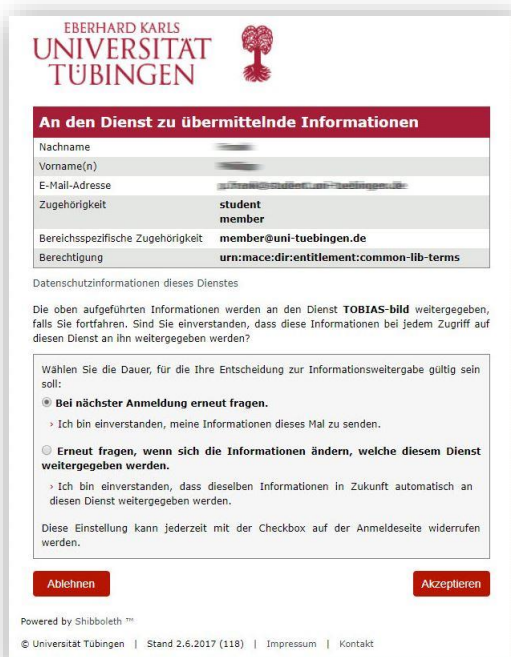 EBERHARD KARLS
UNIVERSITÄT
TÜBINGEN
An den Dienst zu übermittelnde Informationen
Nachname
Vorname(n)
E-Mail-Adresse
Zugehörigkeit student
member
Bereichsspezifische Zugehörigkeit member@uni-tuebingen.de
Berechtigung urn:mace:dir:entitlement:common-lib-terms
Datenschutzinformationen dieses Dienstes
Die oben aufgeführten Informationen werden an den Dienst TOBIAS-bild weitergegeben,
falls Sie fortfahren. Sind Sie einverstanden, dass diese Informationen bei jedem Zugriff auf
diesen Dienst an ihn weitergegeben werden?
Wählen Sie die Dauer, für die Ihre Entscheidung zur Informationsweitergabe gültig sein
soll:
Bei nächster Anmeldung erneut fragen.
› Ich bin einverstanden, meine Informationen dieses Mal zu senden.
Erneut fragen, wenn sich die Informationen ändern, welche diesem Dienst
weitergegeben werden.
› Ich bin einverstanden, dass dieselben Informationen in Zukunft automatisch an
diesen Dienst weitergegeben werden.
Diese Einstellung kann jederzeit mit der Checkbox auf der Anmeldeseite widerrufen
werden.
Ablehnen Akzeptieren
Powered by Shibboleth ™
© Universität Tübingen | Stand 2.6.2017 (118) | Impressum | Kontakt